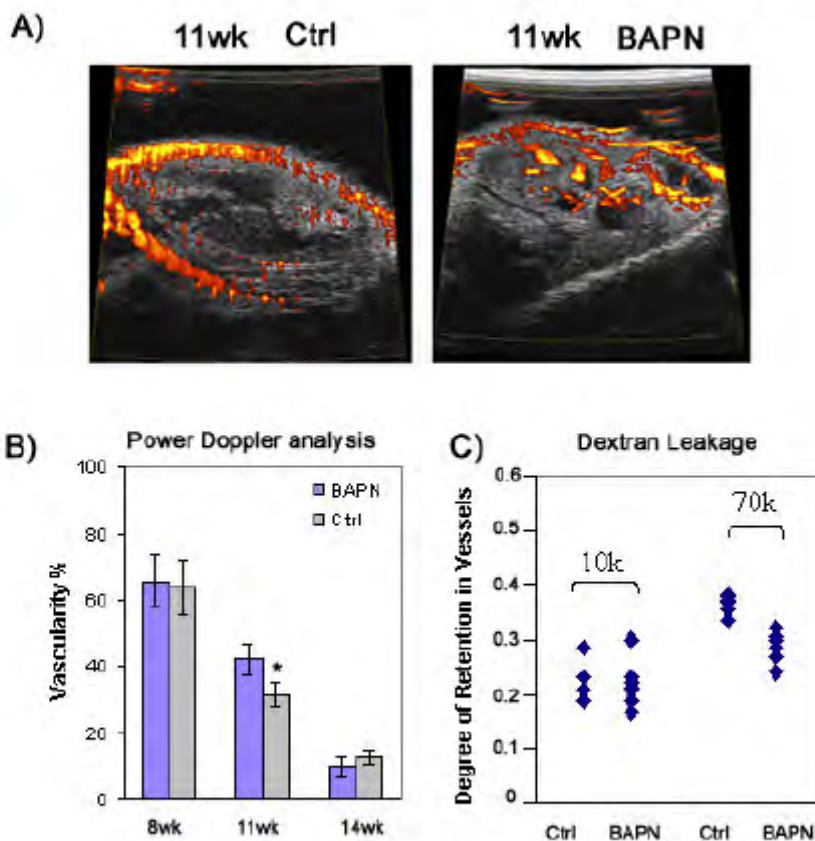 A)
11wk Ctrl
11wk BAPN
B)
Power Doppler analysis
Vascularity %
100
80
60
40
20
0
BAPN
Ctrl
*
8wk
11wk
14wk
C)
Dextran Leakage
Degree of Retention in Vessels
0.6
0.5
0.4
0.3
0.2
0.1
0
10k
70k
Ctrl BAPN Ctrl BAPN